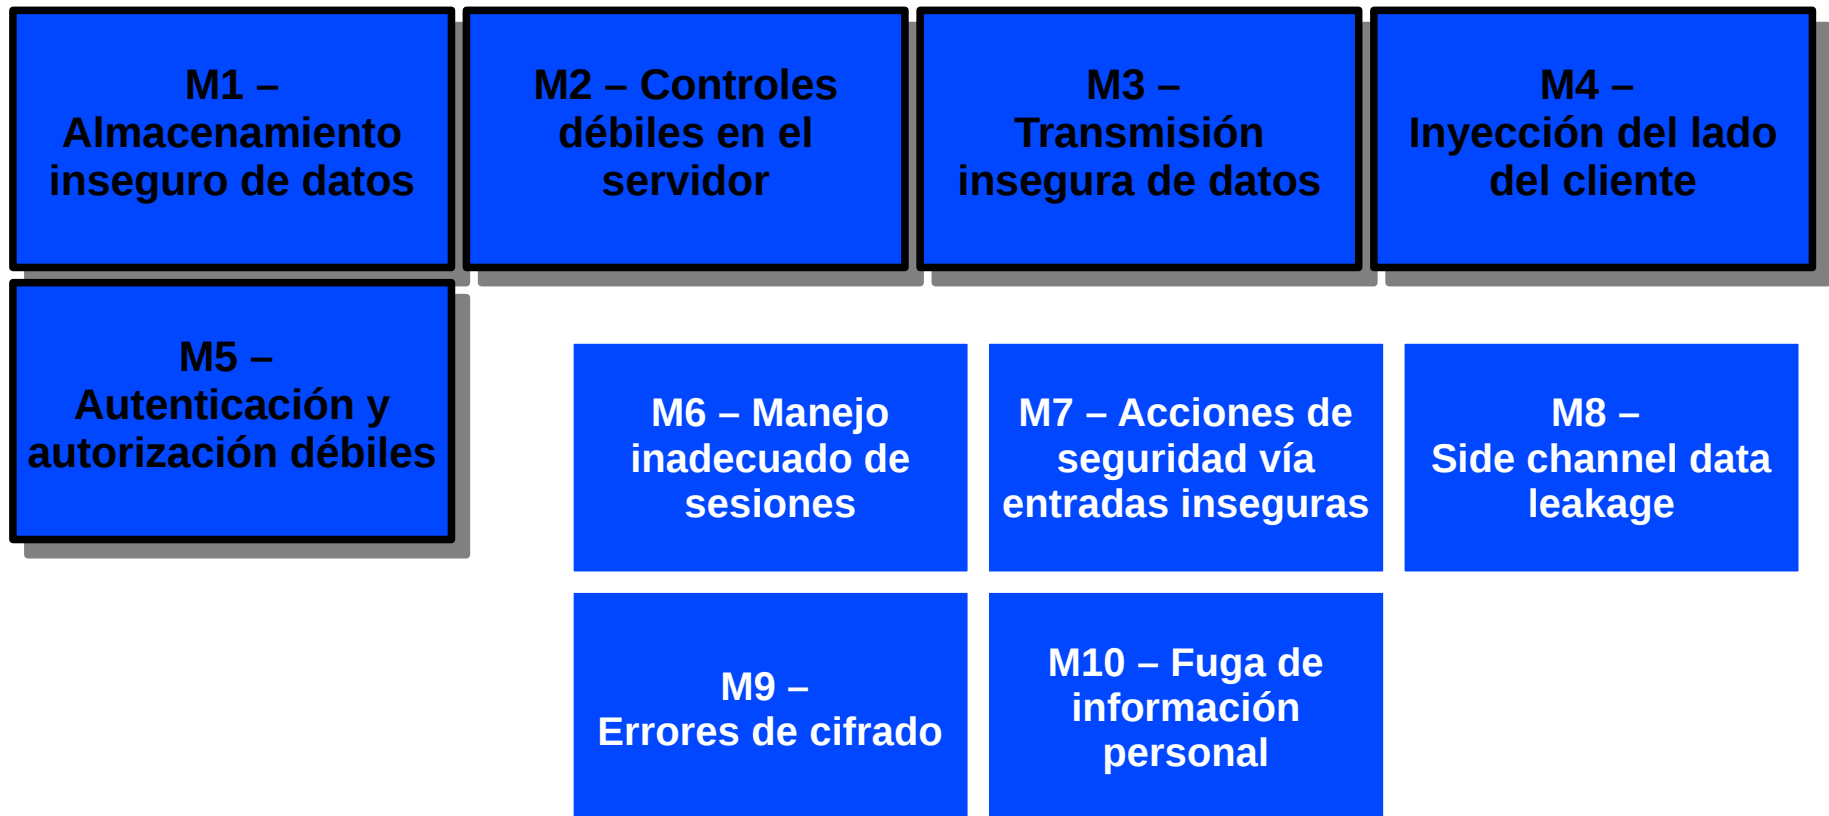 M1 –
Almacenamiento
inseguro de datos
M2 – Controles
débiles en el
servidor
M3 –
Transmisión
insegura de datos
M4 –
Inyección del lado
del cliente
M5 –
Autenticación y
autorización débiles
M6 – Manejo
inadecuado de
sesiones
M7 – Acciones de
seguridad vía
entradas inseguras
M8 –
Side channel data
leakage
M9 –
Errores de cifrado
M10 – Fuga de
información
personal